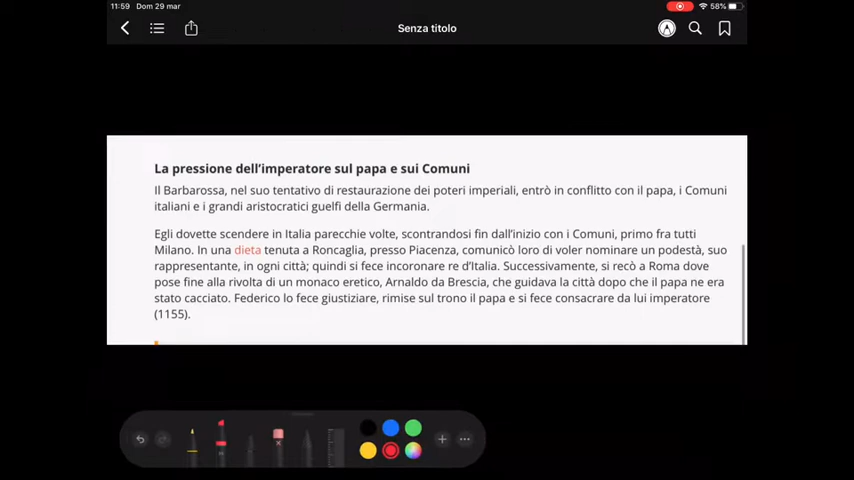 11:59 Dom 29 mar
58%
Senza titolo
La pressione dell'imperatore sul papa e sui Comuni
Il Barbarossa, nel suo tentativo di restaurazione dei poteri imperiali, entrò in conflitto con il papa, i Comuni
italiani e i grandi aristocratici guelfi della Germania.
Egli dovette scendere in Italia parecchie volte, scontrandosi fin dall'inizio con i Comuni, primo fra tutti
Milano. In una dieta tenuta a Roncaglia, presso Piacenza, comunicò loro di voler nominare un podestà, suo
rappresentante, in ogni città; quindi si fece incoronare re d'Italia. Successivamente, si recò a Roma dove
pose fine alla rivolta di un monaco eretico, Arnaldo da Brescia, che guidava la città dopo che il papa ne era
stato cacciato. Federico lo fece giustiziare, rimise sul trono il papa e si fece consacrare da lui imperatore
(1155).